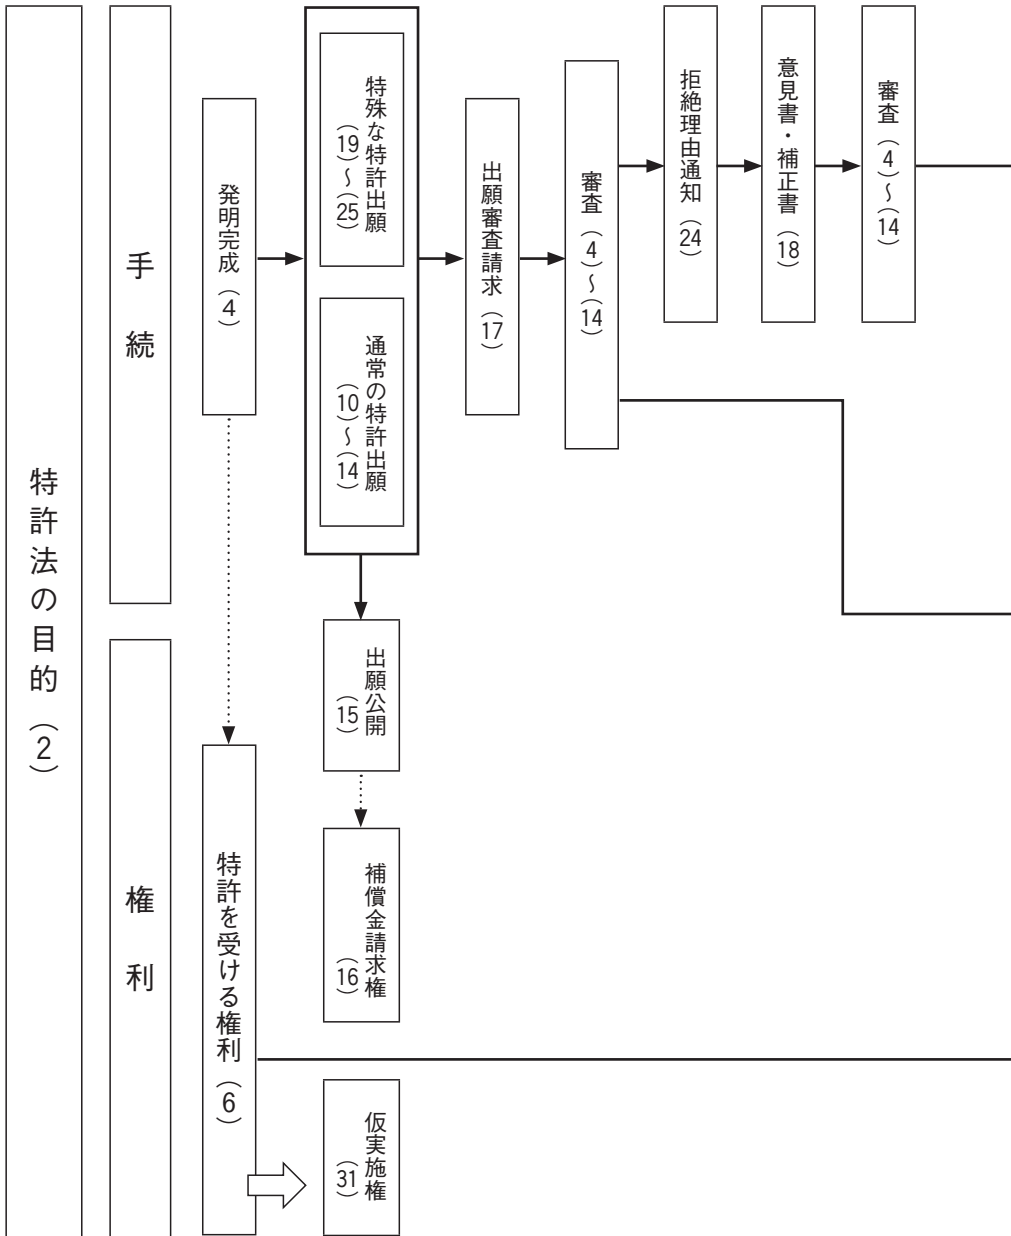 特許法の目的(2)
手続
権利
発明完成(4)
特許を受ける権利(6)
特殊な特許出願
(19)~(25)
通常の特許出願
(10)~(14)
出願公開
(15)
補償金請求権
(16)
仮実施権
(31)
出願審査請求(17)
審査(4)~(14)
拒絶理由通知(24)
意見書・補正書(18)
審査(4)~(14)